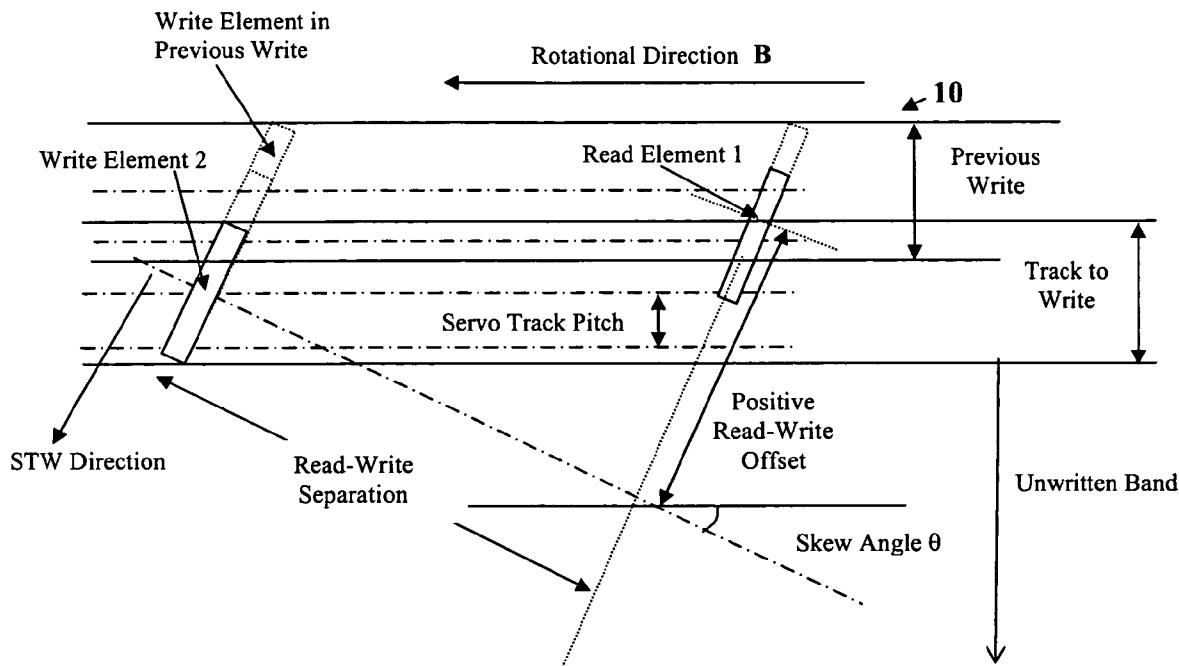 Write Element in
Previous Write
Rotational Direction B
10
Write Element 2
Read Element 1
Previous
Write
Track to
Write
Servo Track Pitch
Positive
Read-Write
Offset
STW Direction
Read-Write
Separation
Unwritten Band
Skew Angle θ